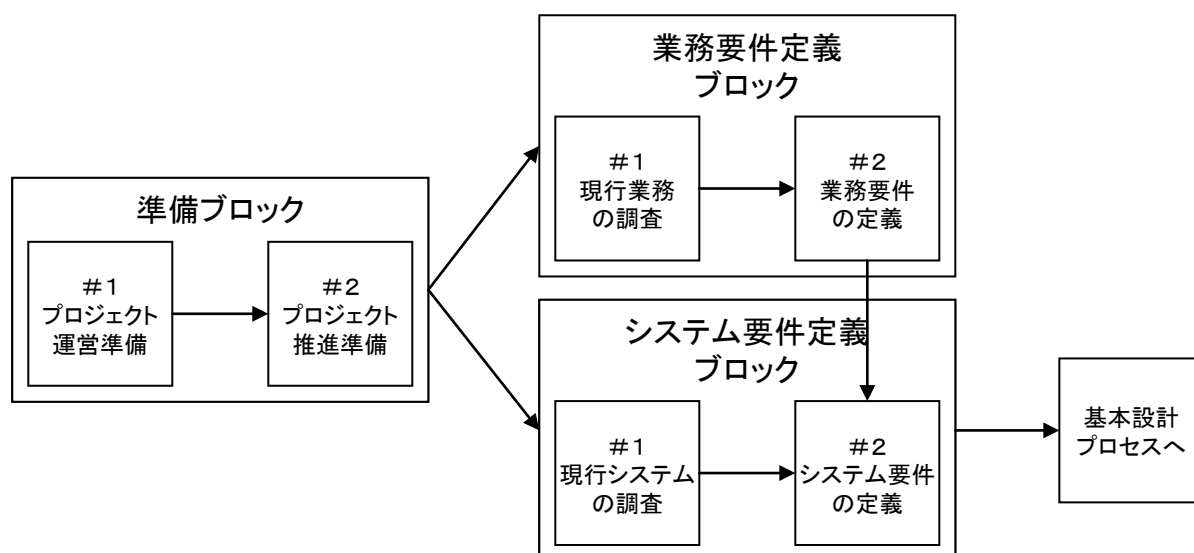 準備ブロック
#1
プロジェクト
運営準備
#2
プロジェクト
推進準備
業務要件定義
ブロック
#1
現行業務
の調査
#2
業務要件
の定義
システム要件定義
ブロック
#1
現行システム
の調査
#2
システム要件
の定義
基本設計
プロセスへ